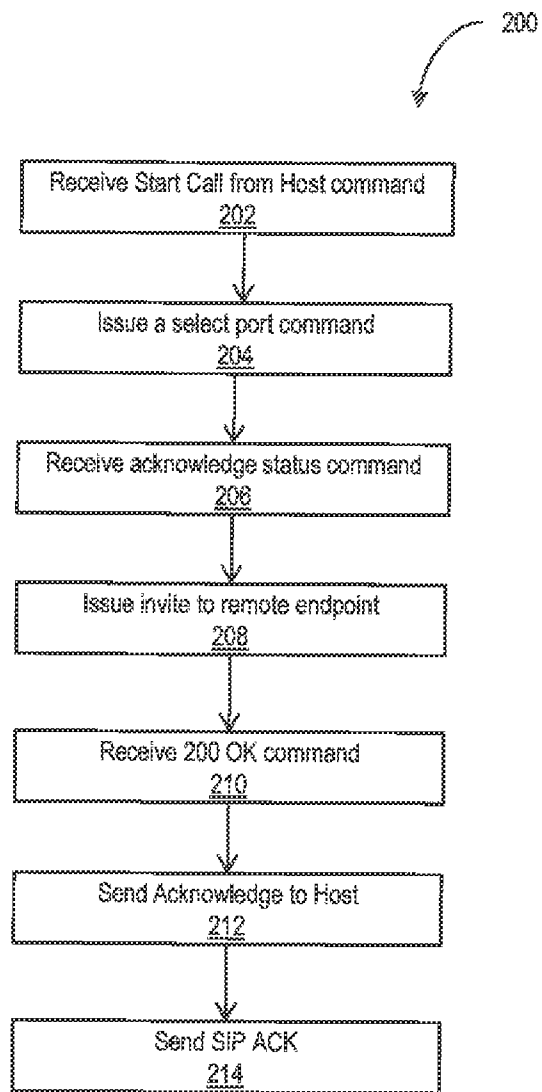 200
Receive Start Call from Host command
202
Issue a select port command
204
Receive acknowledge status command
206
Issue invite to remote endpoint
208
Receive 200 OK command
210
Send Acknowledge to Host
212
Send SIP ACK
214